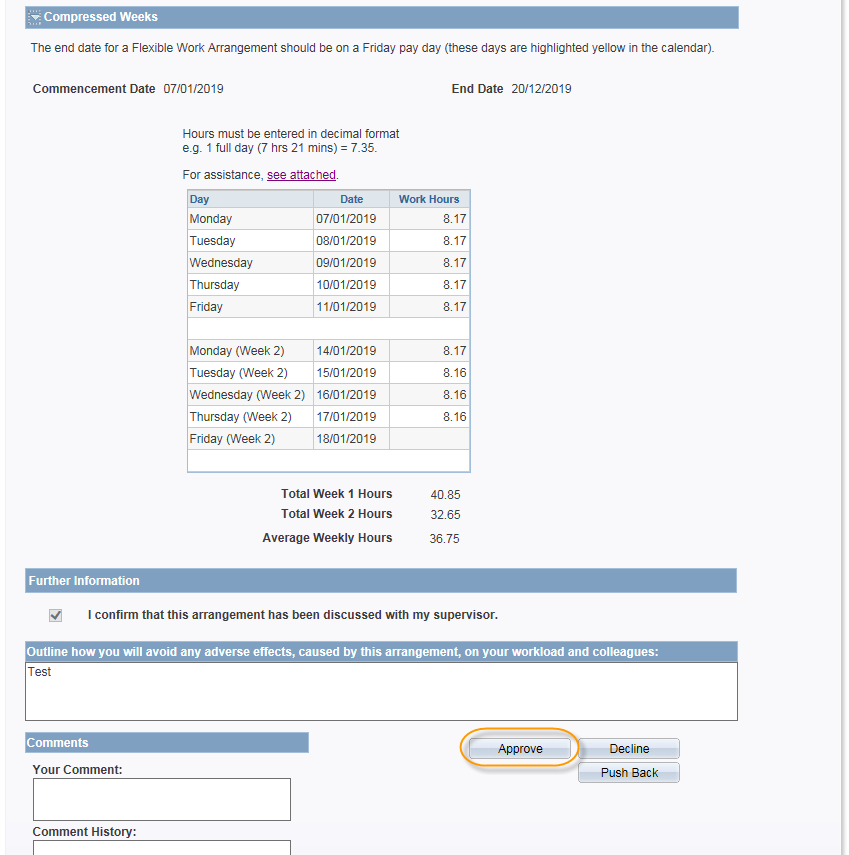 Compressed Weeks
The end date for a Flexible Work Arrangement should be on a Friday pay day (these days are highlighted yellow in the calendar).
Commencement Date 07/01/2019 End Date 20/12/2019
Hours must be entered in decimal format
e.g. 1 full day (7 hrs 21 mins) = 7.35.
For assistance, see attached.
Day Date Work Hours
Monday 07/01/2019 8.17
Tuesday 08/01/2019 8.17
Wednesday 09/01/2019 8.17
Thursday 10/01/2019 8.17
Friday 11/01/2019 8.17
Monday (Week 2) 14/01/2019 8.17
Tuesday (Week 2) 15/01/2019 8.16
Wednesday (Week 2) 16/01/2019 8.16
Thursday (Week 2) 17/01/2019 8.16
Friday (Week 2) 18/01/2019
Total Week 1 Hours 40.85
Total Week 2 Hours 32.65
Average Weekly Hours 36.75
Further Information
I confirm that this arrangement has been discussed with my supervisor.
Outline how you will avoid any adverse effects, caused by this arrangement, on your workload and colleagues:
Test
Comments
Approve Decline
Push Back
Your Comment:
Comment History: